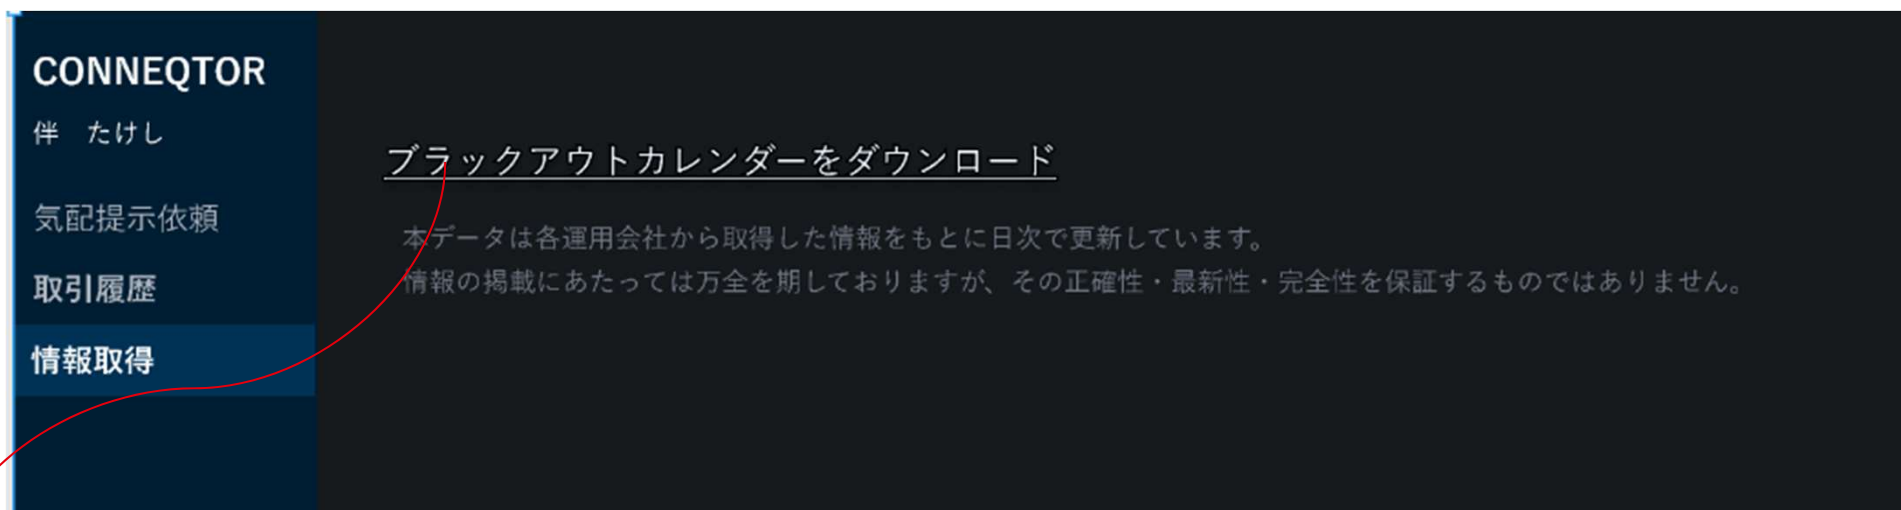 CONNEQTOR
伴　たけし
気配提示依頼
取引履歴
情報取得
ブラックアウトカレンダーをダウンロード
本データは各運用会社から取得した情報をもとに日次で更新しています。
情報の掲載にあたっては万全を期しておりますが、その正確性・最新性・完全性を保証するものではありません。